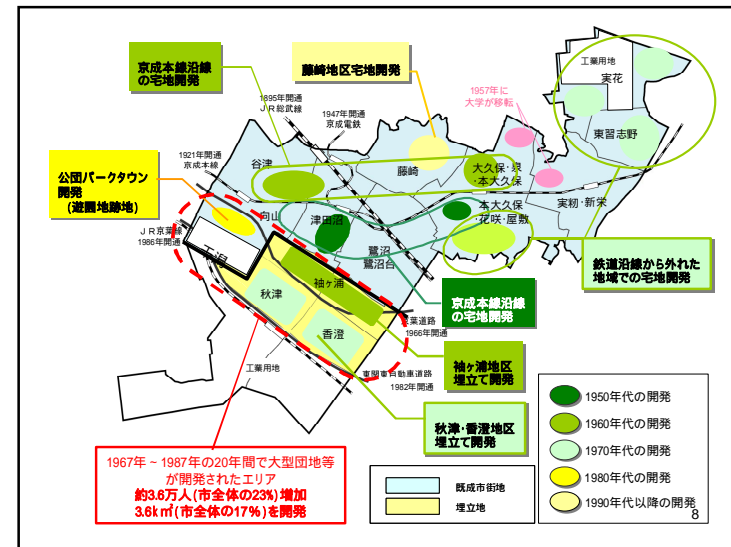 京成本線沿線
の宅地開発
藤崎地区宅地開発
1957年に
大学が移転
工業用地
実花
東習志野
1895年開通
ＪＲ総武線
1947年開通
京成電鉄
1921年開通
京成本線
谷津
藤崎
大久保・泉
・本大久保
実籾・新栄
公団パークタウン
開発
(遊園地跡地)
向山
津田沼
本大久保
・花咲・屋敷
鷺沼
鷺沼台
ＪＲ京葉線
1986年開通
鉄道沿線から外れた
地域での宅地開発
袖ヶ浦
秋津
香澄
京成本線沿線
の宅地開発
葉道路
1966年開通
工業用地
東関東自動車道路
1982年開通
袖ヶ浦地区
埋立て開発
秋津・香澄地区
埋立て開発
1967年～1987年の20年間で大型団地等
が開発されたエリア
約3.6万人(市全体の23%)増加
3.6k㎡(市全体の17%)を開発
既成市街地
埋立地
1950年代の開発
1960年代の開発
1970年代の開発
1980年代の開発
1990年代以降の開発
8